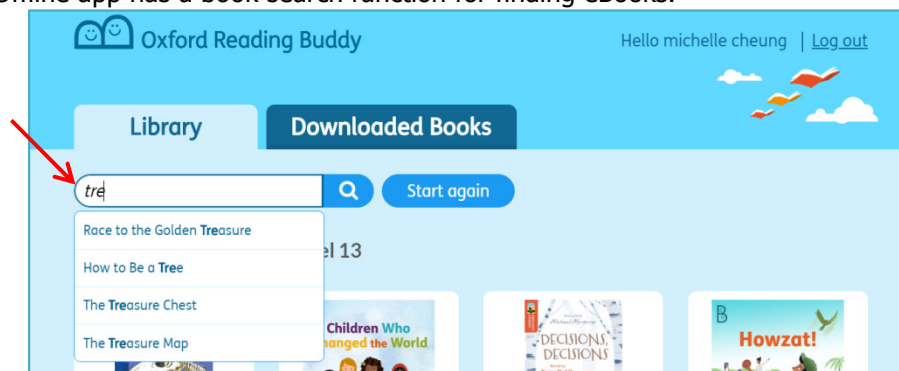 Offline app has a book search function for finding eBooks.
Oxford Reading Buddy
Hello michelle cheung | Log out
Library
Downloaded Books
tre
Start again
Race to the Golden Treasure
el 13
How to Be a Tree
The Treasure Chest
The Treasure Map
Children Who
anged the World
DECISIONS,
DECISIONS
B
Howzat!